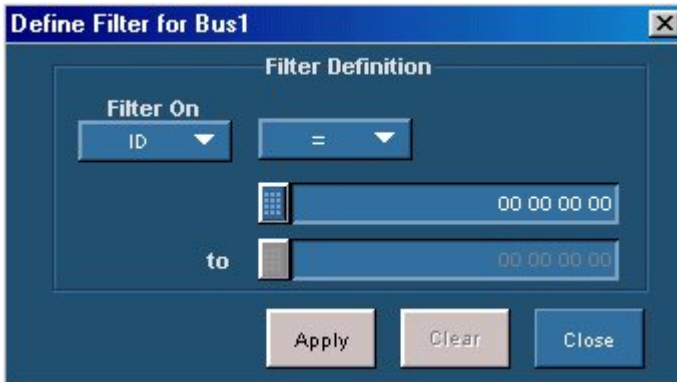 Define Filter for Bus1
Filter Definition
Filter On
ID =
00 00 00 00
to 00 00 00 00
Apply Clear Close